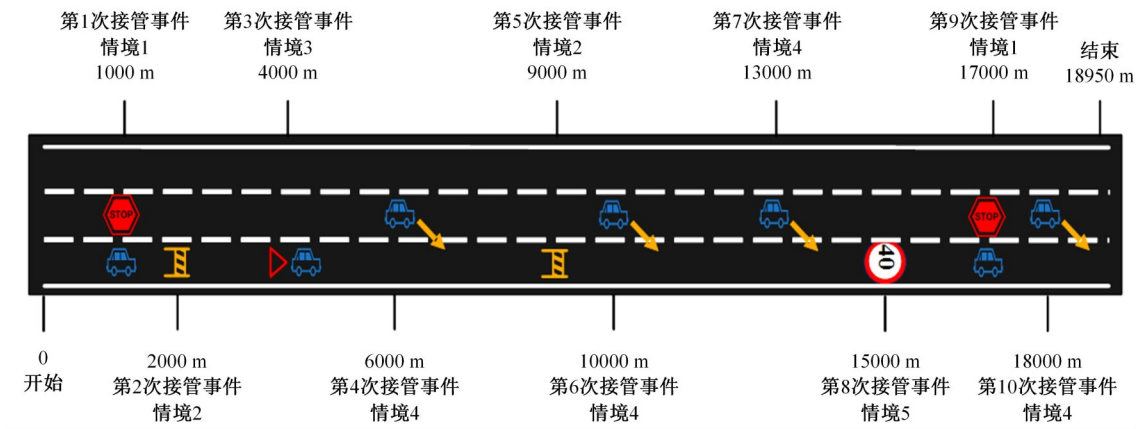 第1次接管事件
情境1
1000 m
第3次接管事件
情境3
4000 m
第5次接管事件
情境2
9000 m
第7次接管事件
情境4
13000 m
第9次接管事件
情境1
17000 m
结束
18950 m
STOP
STOP
40
0
开始
2000 m
第2次接管事件
情境2
6000 m
第4次接管事件
情境4
10000 m
第6次接管事件
情境4
15000 m
第8次接管事件
情境5
18000 m
第10次接管事件
情境4